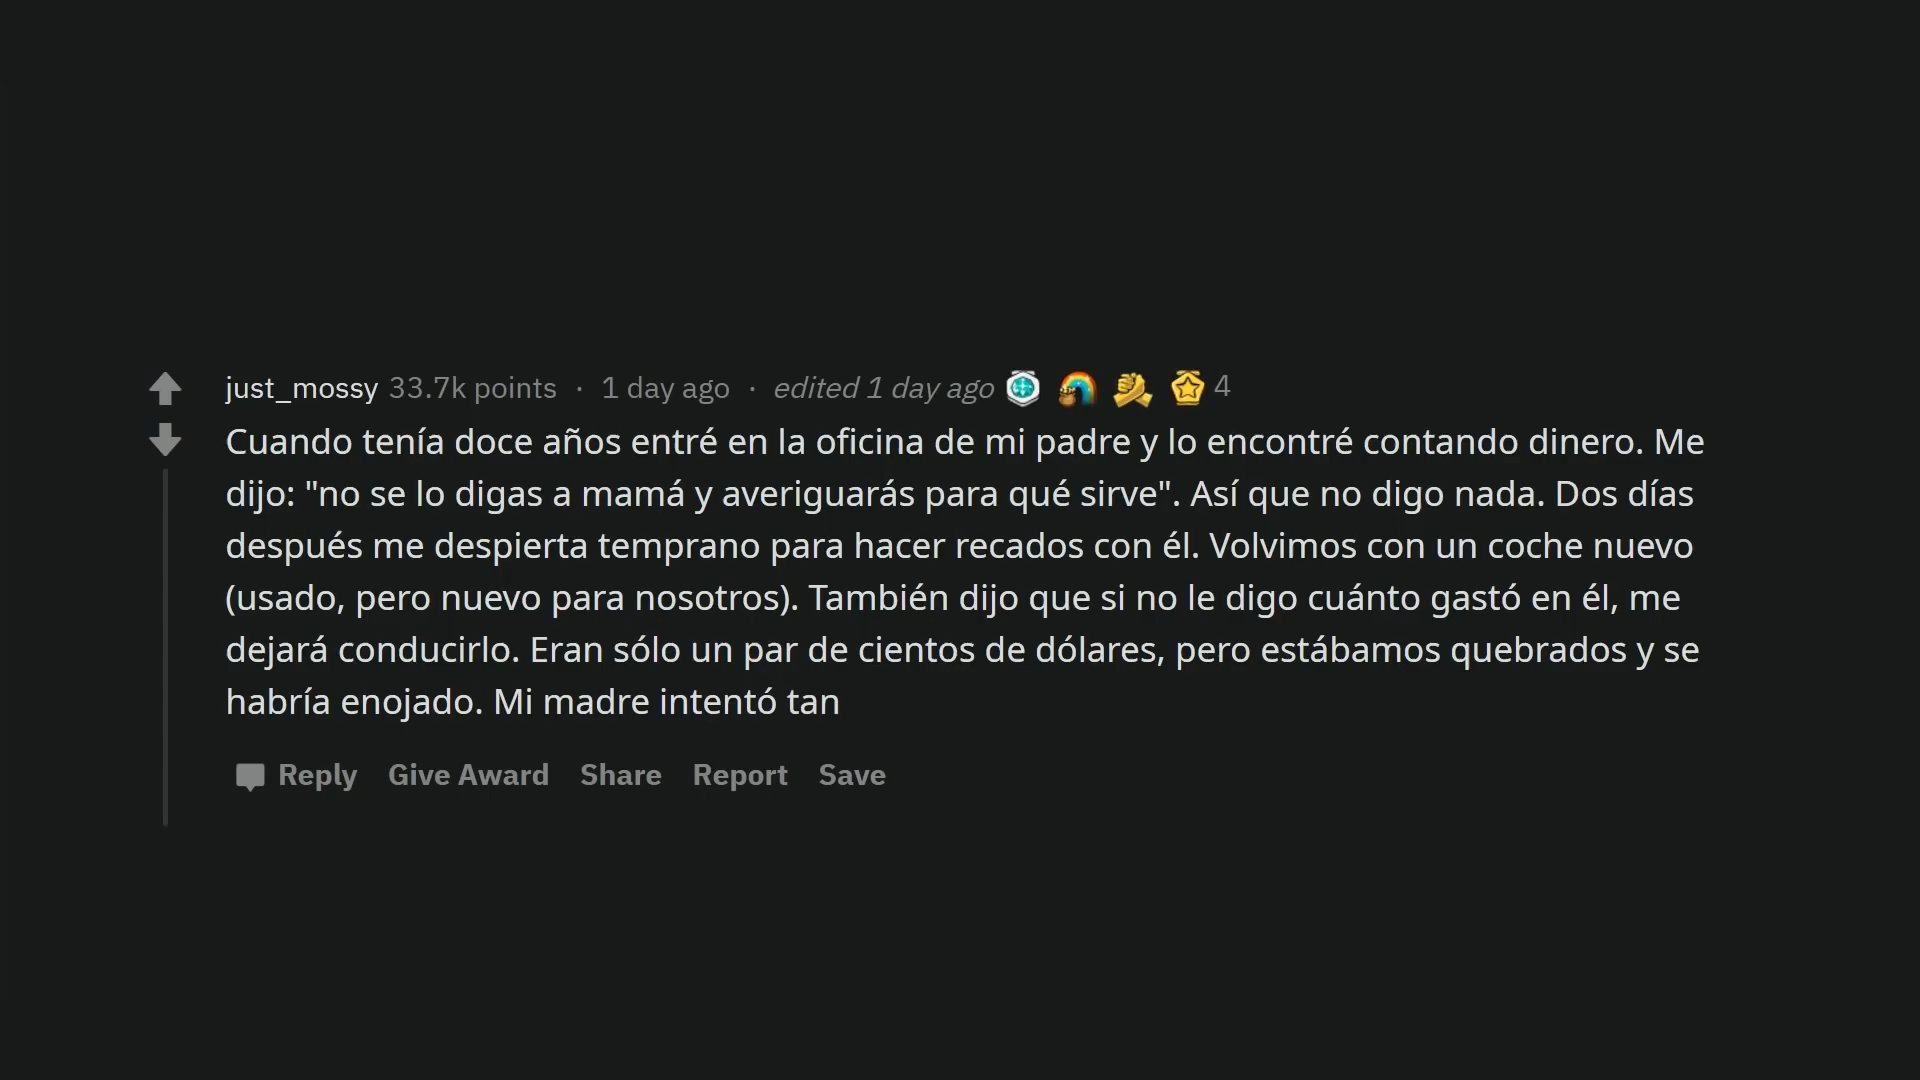 just_mossy 33.7k points · 1 day ago · edited 1 day ago 4
Cuando tenía doce años entré en la oficina de mi padre y lo encontré contando dinero. Me
dijo: "no se lo digas a mamá y averiguarás para qué sirve". Así que no digo nada. Dos días
después me despierta temprano para hacer recados con él. Volvimos con un coche nuevo
(usado, pero nuevo para nosotros). También dijo que si no le digo cuánto gastó en él, me
dejará conducirlo. Eran sólo un par de cientos de dólares, pero estábamos quebrados y se
habría enojado. Mi madre intentó tan
Reply Give Award Share Report Save